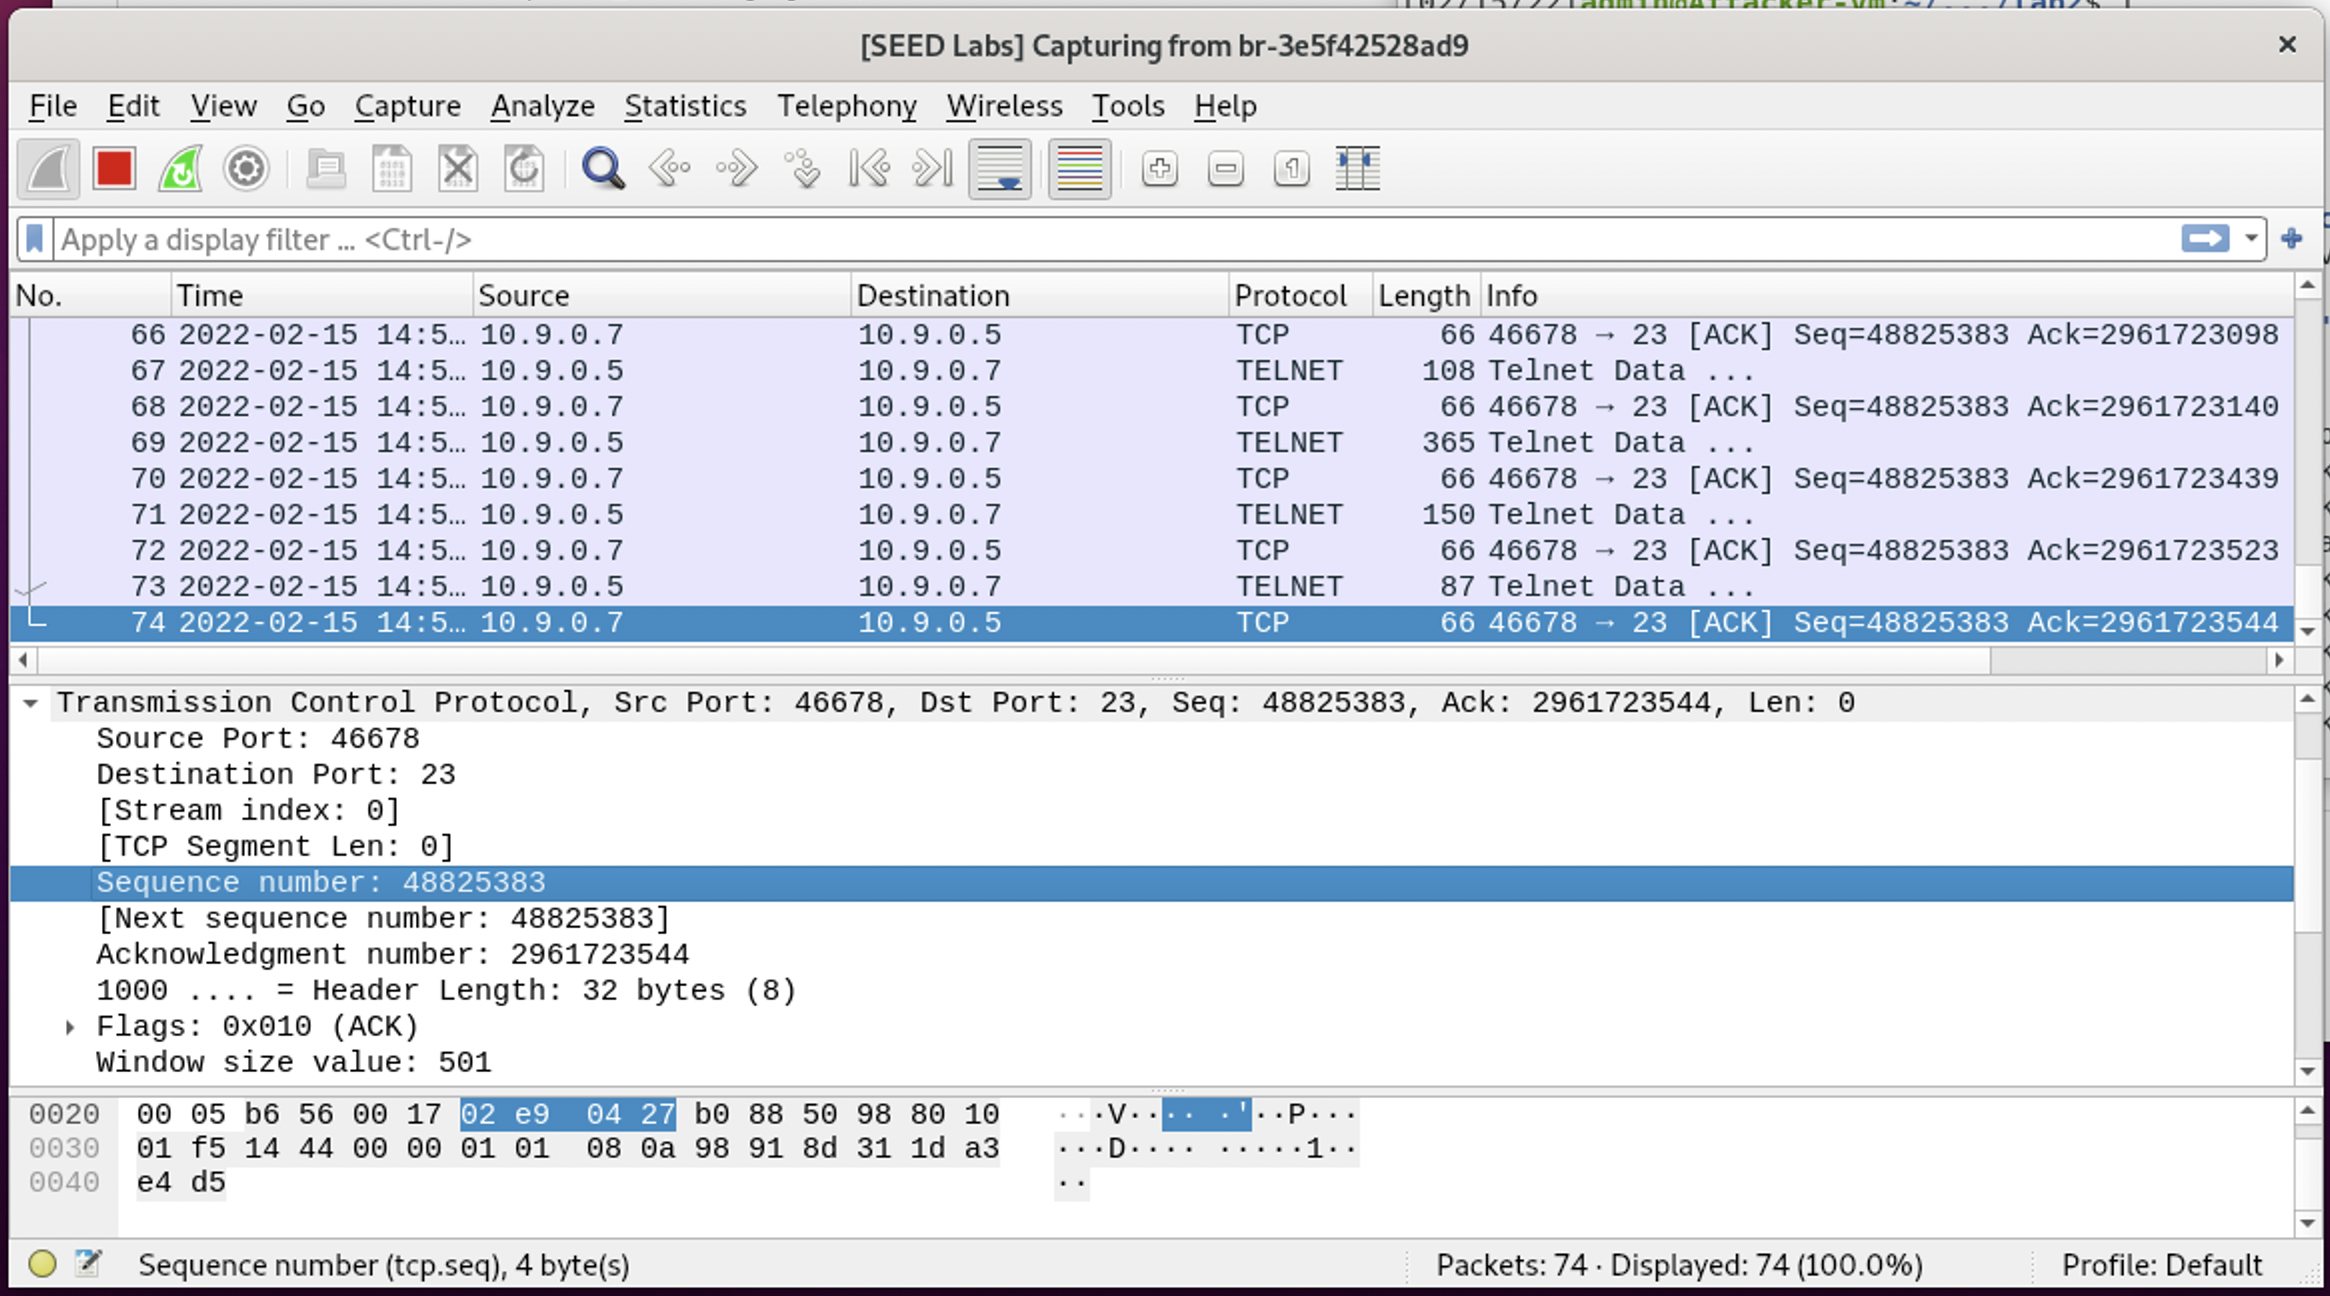 [02/15/22]admin@Attacker-vm:~/.../lab2$
[SEED Labs] Capturing from br-3e5f42528ad9
File Edit View Go Capture Analyze Statistics Telephony Wireless Tools Help
Apply a display filter ... <Ctrl-/>
No. Time Source Destination Protocol Length Info
66 2022-02-15 14:5… 10.9.0.7 10.9.0.5 TCP 66 46678 → 23 [ACK] Seq=48825383 Ack=2961723098
67 2022-02-15 14:5… 10.9.0.5 10.9.0.7 TELNET 108 Telnet Data ...
68 2022-02-15 14:5… 10.9.0.7 10.9.0.5 TCP 66 46678 → 23 [ACK] Seq=48825383 Ack=2961723140
69 2022-02-15 14:5… 10.9.0.5 10.9.0.7 TELNET 365 Telnet Data ...
70 2022-02-15 14:5… 10.9.0.7 10.9.0.5 TCP 66 46678 → 23 [ACK] Seq=48825383 Ack=2961723439
71 2022-02-15 14:5… 10.9.0.5 10.9.0.7 TELNET 150 Telnet Data ...
72 2022-02-15 14:5… 10.9.0.7 10.9.0.5 TCP 66 46678 → 23 [ACK] Seq=48825383 Ack=2961723523
73 2022-02-15 14:5… 10.9.0.5 10.9.0.7 TELNET 87 Telnet Data ...
74 2022-02-15 14:5… 10.9.0.7 10.9.0.5 TCP 66 46678 → 23 [ACK] Seq=48825383 Ack=2961723544
Transmission Control Protocol, Src Port: 46678, Dst Port: 23, Seq: 48825383, Ack: 2961723544, Len: 0
Source Port: 46678
Destination Port: 23
[Stream index: 0]
[TCP Segment Len: 0]
Sequence number: 48825383
[Next sequence number: 48825383]
Acknowledgment number: 2961723544
1000 .... = Header Length: 32 bytes (8)
Flags: 0x010 (ACK)
Window size value: 501
0020 00 05 b6 56 00 17 02 e9 04 27 b0 88 50 98 80 10 ···V···· ·'··P···
0030 01 f5 14 44 00 00 01 01 08 0a 98 91 8d 31 1d a3 ···D···· ·····1··
0040 e4 d5 ··
Sequence number (tcp.seq), 4 byte(s) Packets: 74 · Displayed: 74 (100.0%) Profile: Default